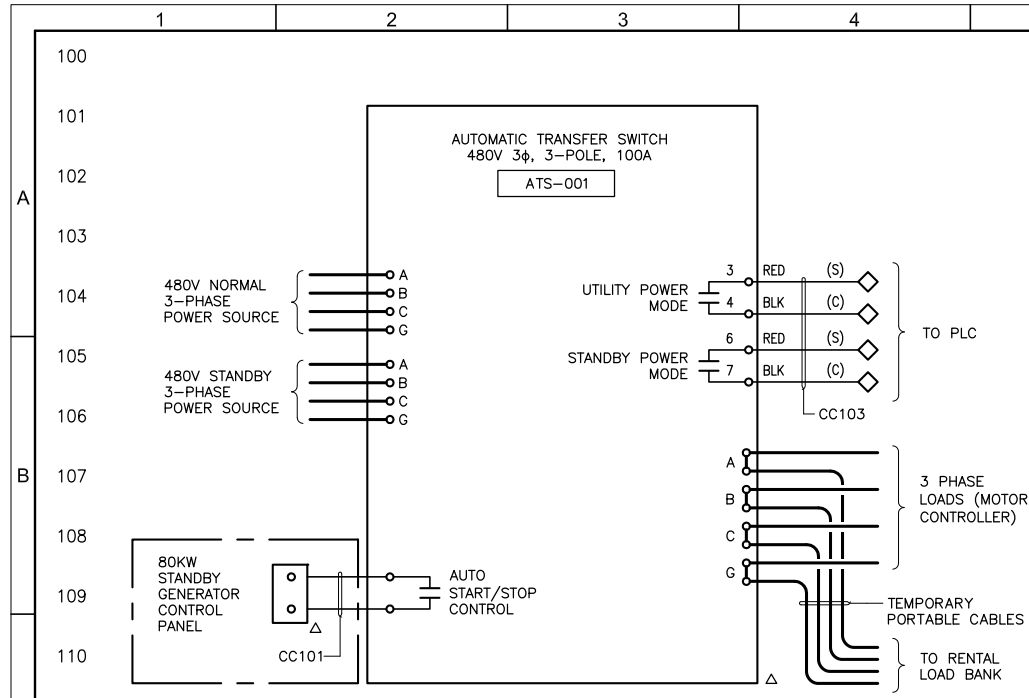 1 2 3 4
A
B
100
101
102
103
104
105
106
107
108
109
110
AUTOMATIC TRANSFER SWITCH
480V 3ϕ, 3-POLE, 100A
ATS-001
480V NORMAL
3-PHASE
POWER SOURCE
A
B
C
G
480V STANDBY
3-PHASE
POWER SOURCE
A
B
C
G
UTILITY POWER
MODE
3 RED (S)
4 BLK (C)
STANDBY POWER
MODE
6 RED (S)
7 BLK (C)
TO PLC
CC103
A
B
C
G
3 PHASE
LOADS (MOTOR
CONTROLLER)
80KW
STANDBY
GENERATOR
CONTROL
PANEL
CC101
AUTO
START/STOP
CONTROL
TEMPORARY
PORTABLE CABLES
TO RENTAL
LOAD BANK